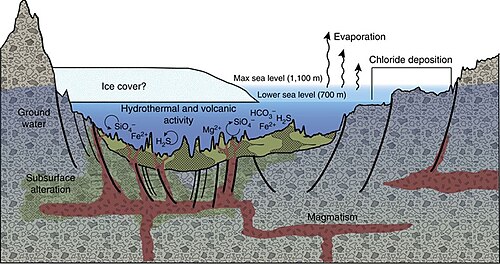 Evaporation
Chloride deposition
Max sea level (1,100 m)
Ice cover?
Lower sea level (700 m)
Hydrothermal and volcanic
activity
HCO₃⁻
H₂S
Ground
water
SiO₄⁻
Fe²⁺
H₂S
Mg²⁺
SiO₄⁻
Fe²⁺
Subsurface
alteration
Magmatism